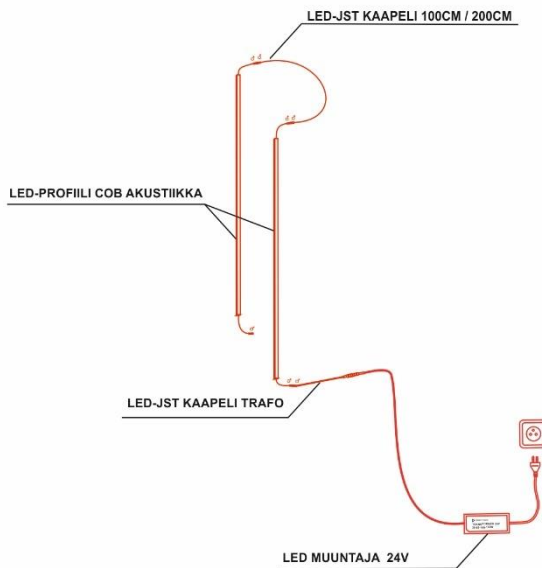 LED-JST KAAPELI 100CM / 200CM
LED-PROFIILI COB AKUSTIIKKA
LED-JST KAAPELI TRAFO
LED MUUNTAJA 24V